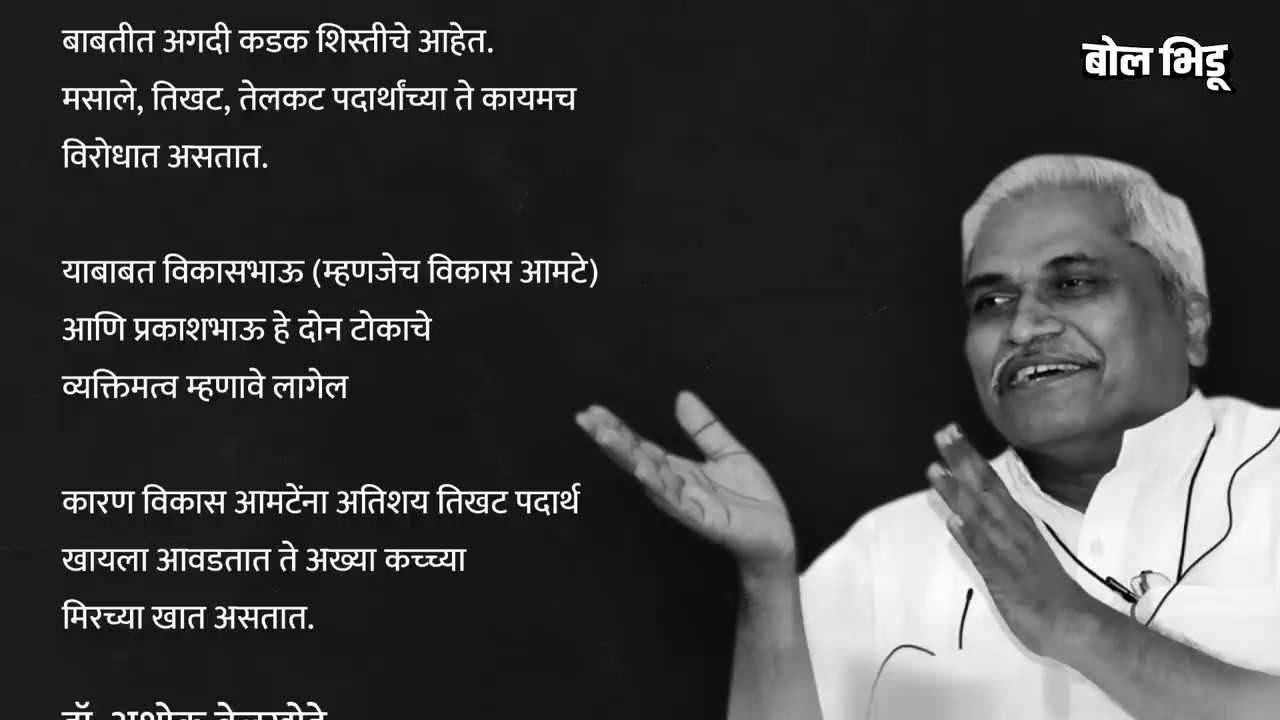 बाबतीत अगदी कडक शिस्तीचे आहेत.
मसाले, तिखट, तेलकट पदार्थांच्या ते कायमच
विरोधात असतात.
याबाबत विकासभाऊ (म्हणजेच विकास आमटे)
आणि प्रकाशभाऊ हे दोन टोकाचे
व्यक्तिमत्व म्हणावे लागेल
कारण विकास आमटेंना अतिशय तिखट पदार्थ
खायला आवडतात ते अख्या कच्च्या
मिरच्या खात असतात.
डॉ. अशोक
बोल भिडू